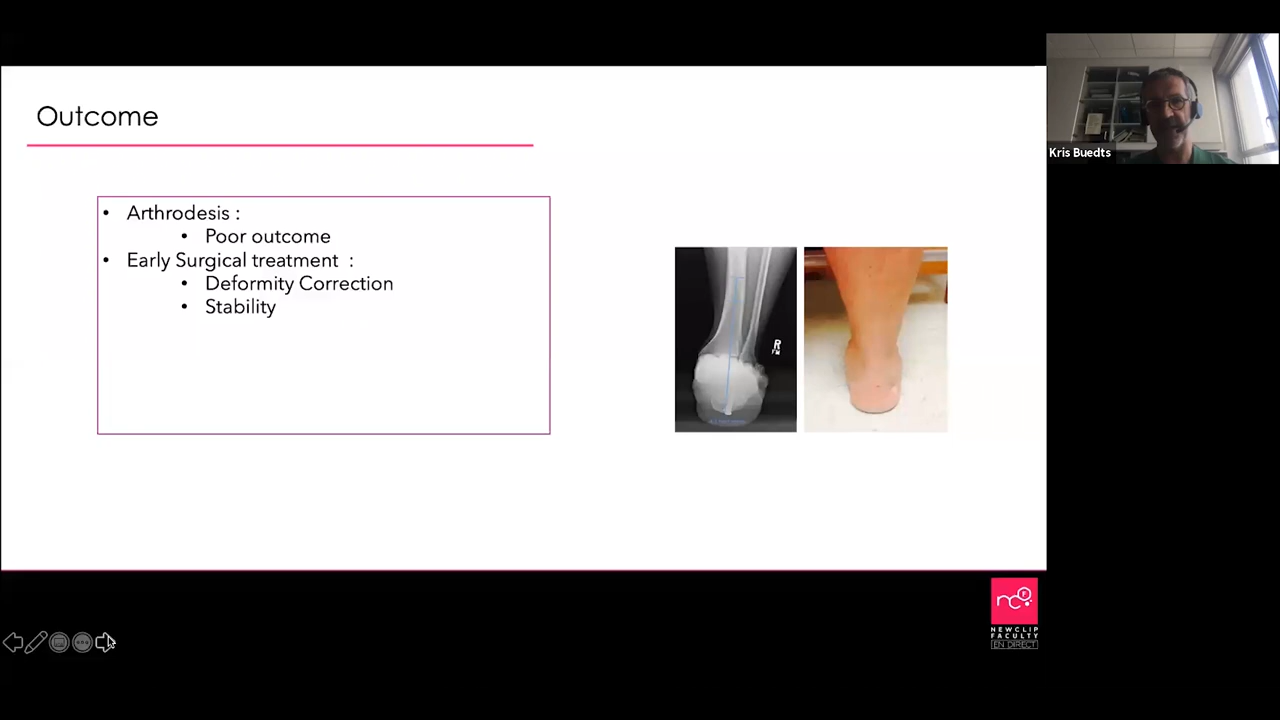 Outcome
• Arthrodesis :
• Poor outcome
• Early Surgical treatment :
• Deformity Correction
• Stability
R
Kris Buedts
NEWCLIP
FACULTY
EN DIRECT